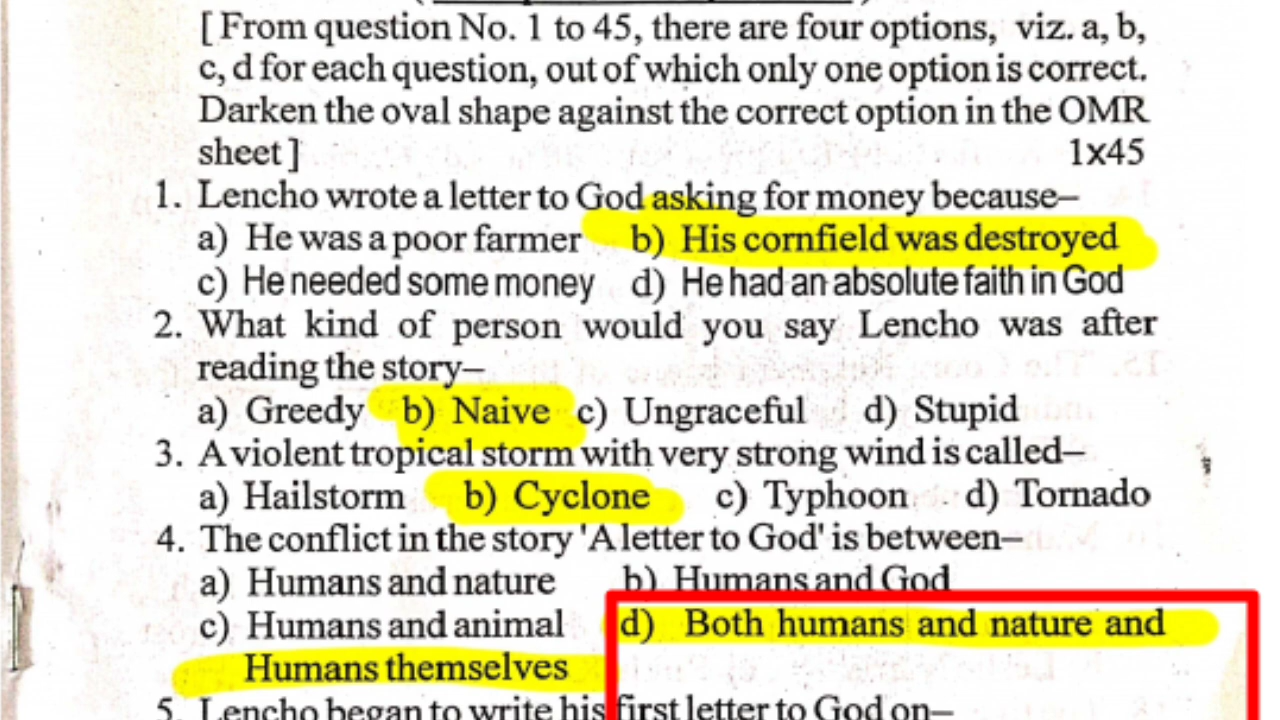 [ From question No. 1 to 45, there are four options, viz. a, b,
c, d for each question, out of which only one option is correct.
Darken the oval shape against the correct option in the OMR
sheet ] 1x45
1. Lencho wrote a letter to God asking for money because–
a) He was a poor farmer b) His cornfield was destroyed
c) He needed some money d) He had an absolute faith in God
2. What kind of person would you say Lencho was after
reading the story–
a) Greedy b) Naive c) Ungraceful d) Stupid
3. A violent tropical storm with very strong wind is called–
a) Hailstorm b) Cyclone c) Typhoon d) Tornado
4. The conflict in the story 'A letter to God' is between–
a) Humans and nature b) Humans and God
c) Humans and animal d) Both humans and nature and
Humans themselves
5. Lencho began to write his first letter to God on–